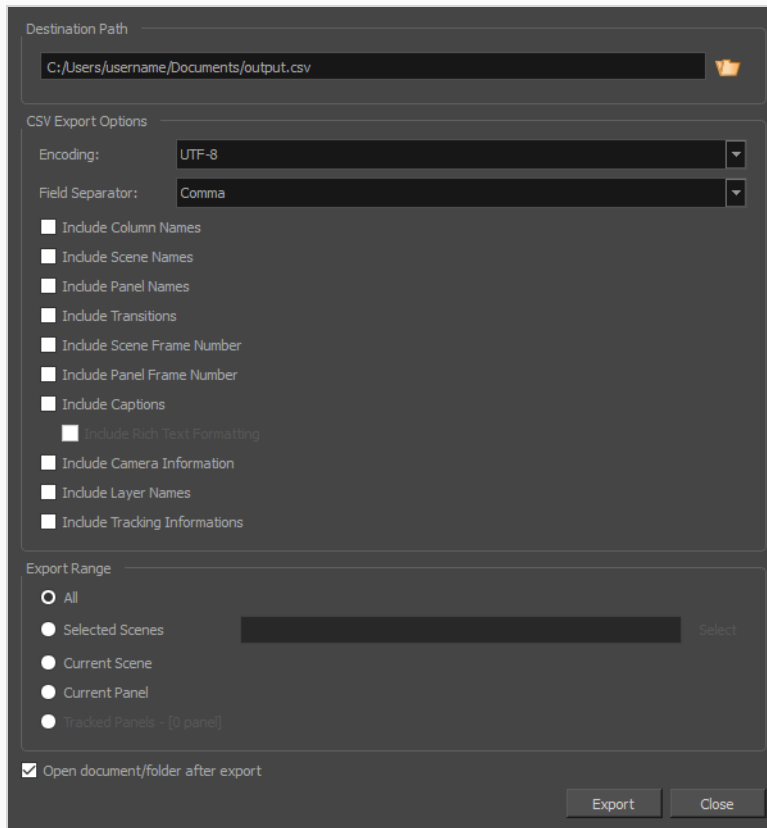 Destination Path
C:/Users/username/Documents/output.csv
CSV Export Options
Encoding: UTF-8
Field Separator: Comma
Include Column Names
Include Scene Names
Include Panel Names
Include Transitions
Include Scene Frame Number
Include Panel Frame Number
Include Captions
Include Rich Text Formatting
Include Camera Information
Include Layer Names
Include Tracking Informations
Export Range
All
Selected Scenes Select
Current Scene
Current Panel
Tracked Panels - [0 panel]
Open document/folder after export
Export Close